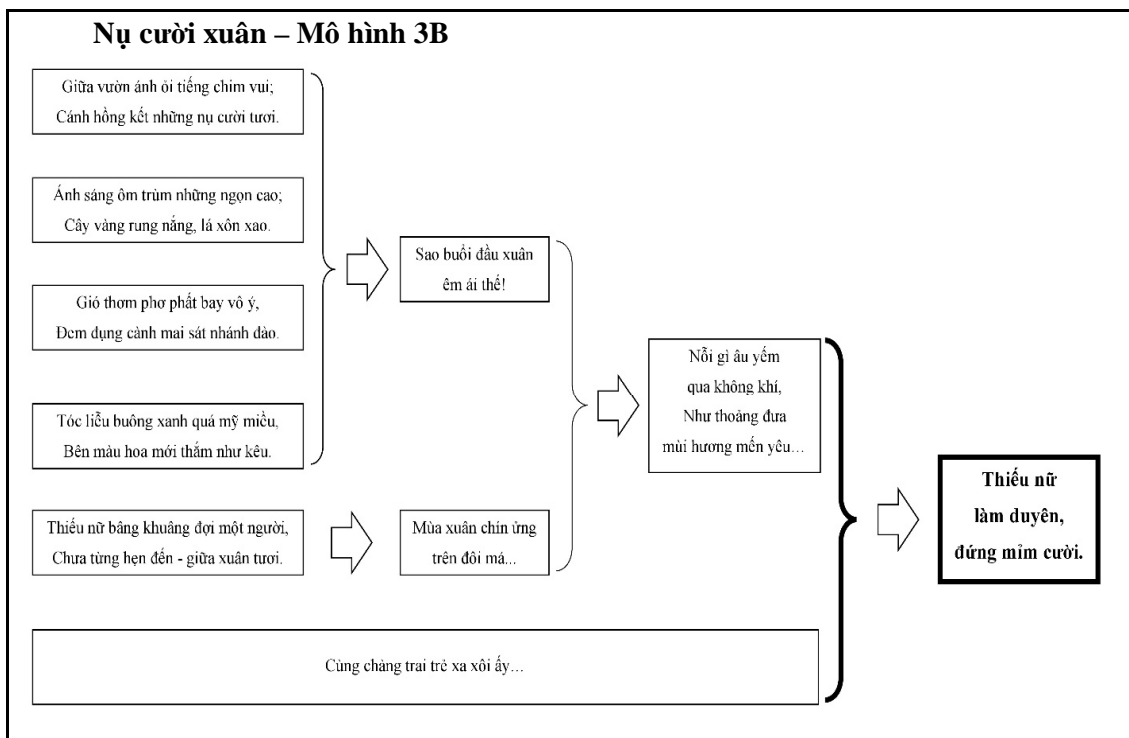 Nụ cười xuân – Mô hình 3B
Giữa vườn ánh ỏi tiếng chim vui;
Cánh hồng kết những nụ cười tươi.
Ánh sáng ôm trùm những ngọn cao;
Cây vàng rung nắng, lá xôn xao.
Gió thơm phơ phất bay vô ý,
Đem đụng cành mai sát nhánh đào.
Tóc liễu buông xanh quá mỹ miều,
Bên màu hoa mới thắm như kêu.
Thiếu nữ bâng khuâng đợi một người,
Chưa từng hẹn đến - giữa xuân tươi.
Sao buổi đầu xuân
êm ái thế!
Mùa xuân chín ửng
trên đôi má...
Nỗi gì âu yếm
qua không khí,
Như thoảng đưa
mùi hương mến yêu...
Cùng chàng trai trẻ xa xôi ấy...
Thiếu nữ
làm duyên,
đứng mỉm cười.